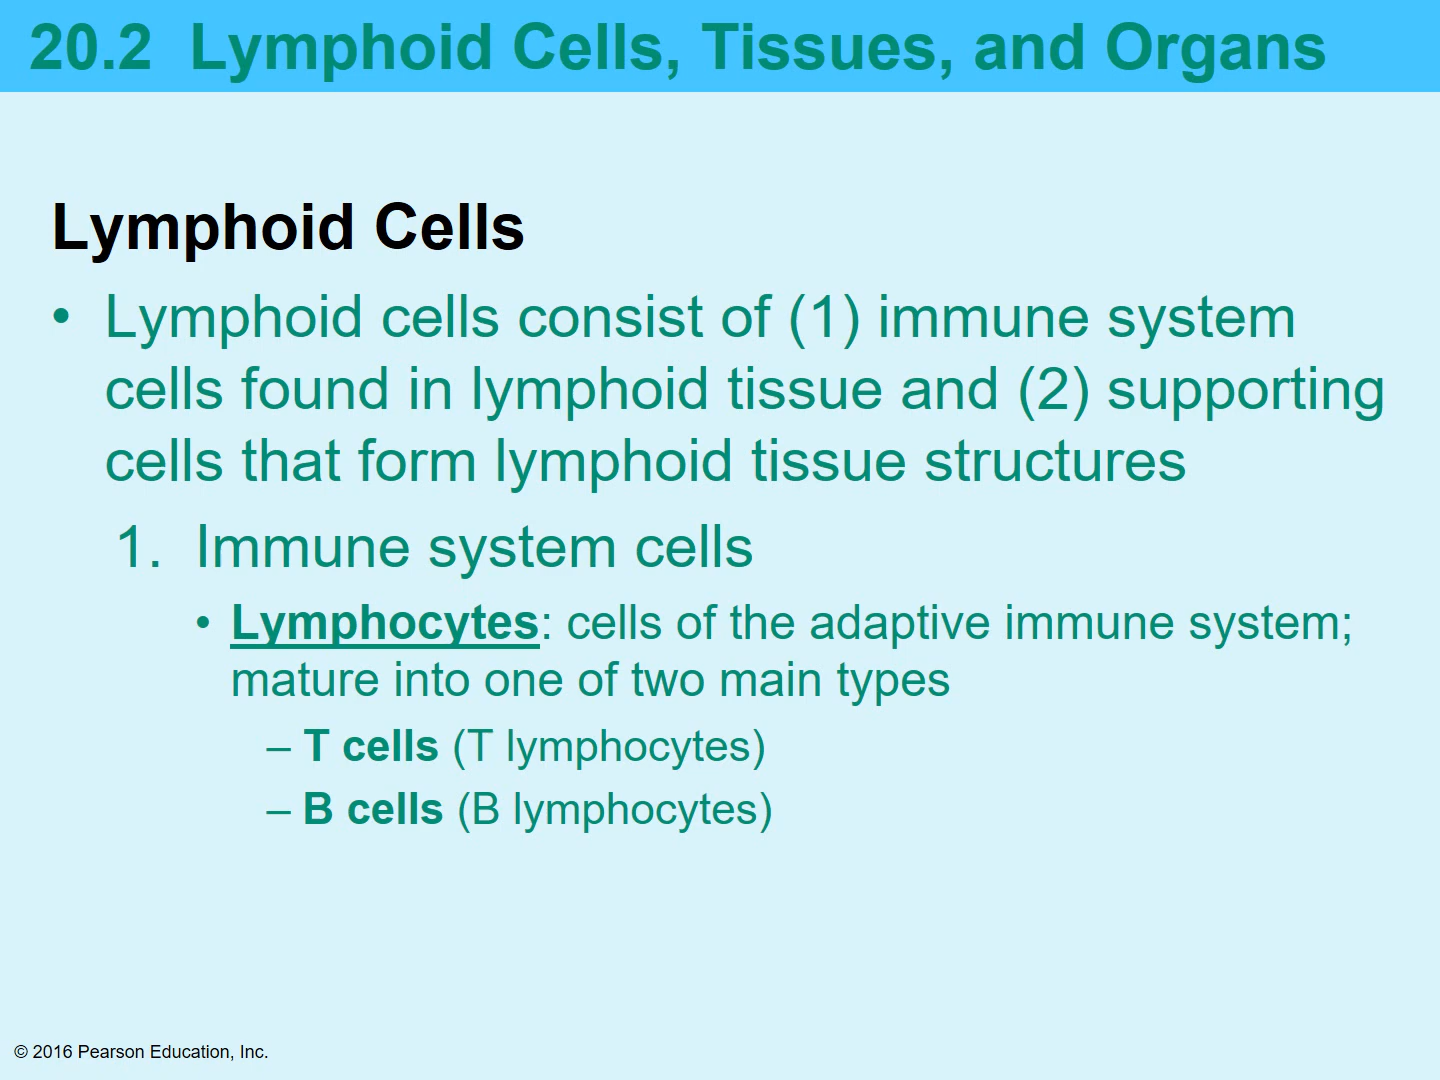 20.2 Lymphoid Cells, Tissues, and Organs
Lymphoid Cells
• Lymphoid cells consist of (1) immune system
cells found in lymphoid tissue and (2) supporting
cells that form lymphoid tissue structures
1. Immune system cells
• Lymphocytes: cells of the adaptive immune system;
mature into one of two main types
– T cells (T lymphocytes)
– B cells (B lymphocytes)
© 2016 Pearson Education, Inc.